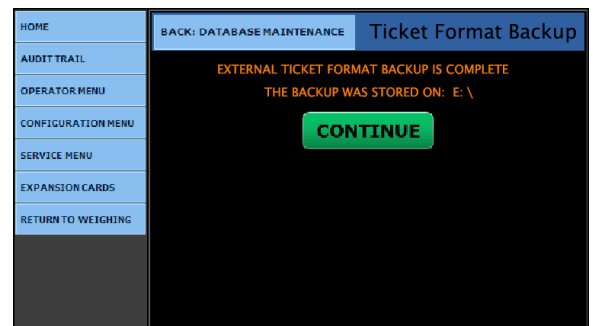 HOME
AUDIT TRAIL
OPERATOR MENU
CONFIGURATION MENU
SERVICE MENU
EXPANSION CARDS
RETURN TO WEIGHING
BACK: DATABASE MAINTENANCE
Ticket Format Backup
EXTERNAL TICKET FORMAT BACKUP IS COMPLETE
THE BACKUP WAS STORED ON: E: \
CONTINUE